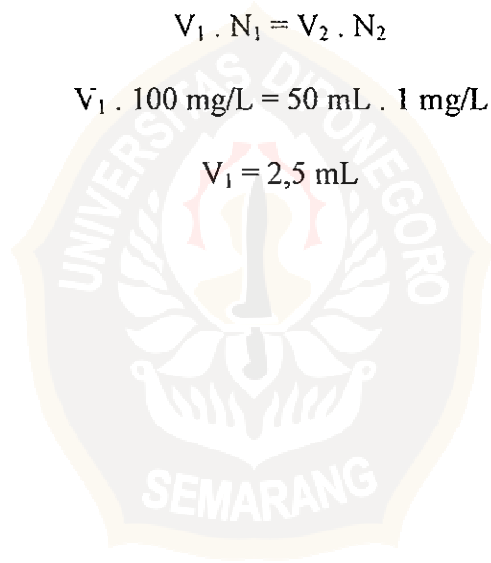 V₁ . N₁ = V₂ . N₂
V₁ . 100 mg/L = 50 mL . 1 mg/L
V₁ = 2,5 mL
UNIVERSITAS DIPONEGORO
SEMARANG